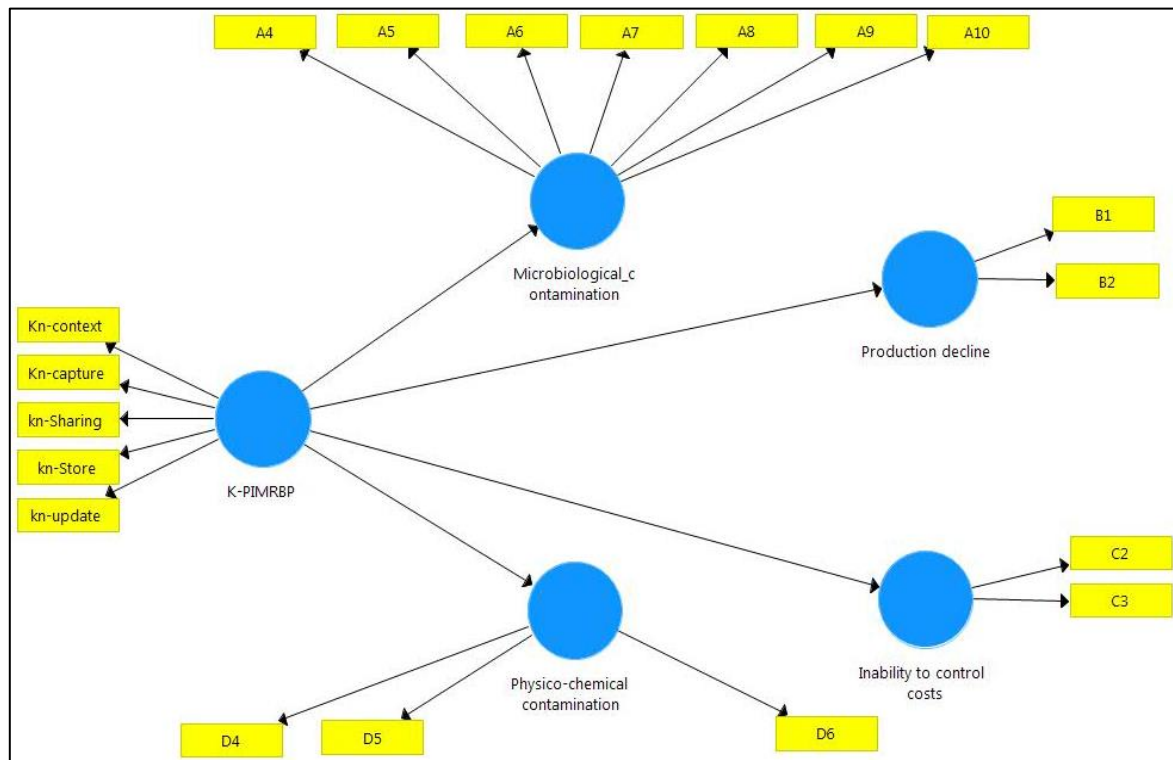 A4
A5
A6
A7
A8
A9
A10
Microbiological_c
ontamination
B1
B2
Production decline
Kn-context
Kn-capture
kn-Sharing
kn-Store
kn-update
K-PIMRBP
C2
C3
Inability to control
costs
Physico-chemical
contamination
D4
D5
D6